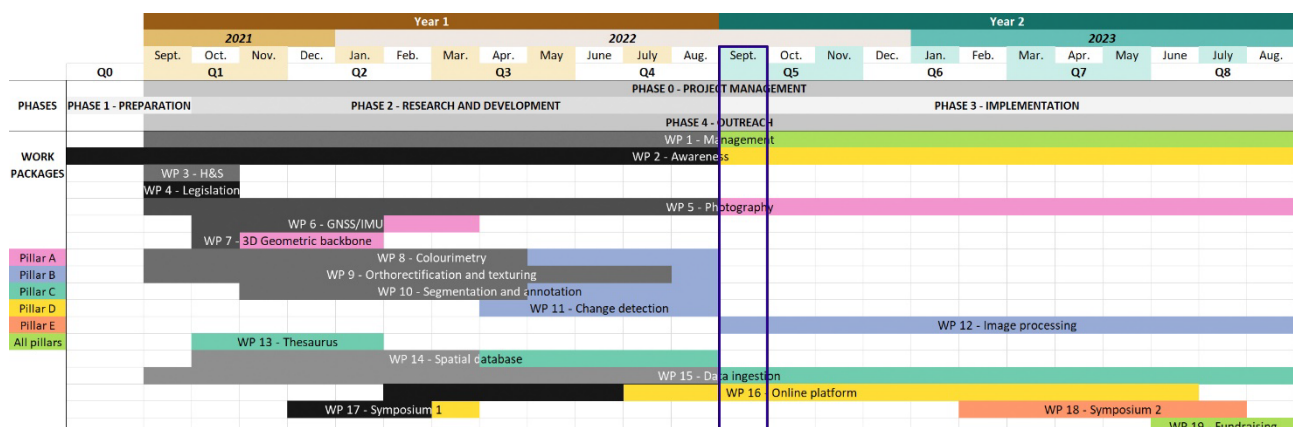 Year 1 Year 2
2021 2022 2023
Sept. Oct. Nov. Dec. Jan. Feb. Mar. Apr. May June July Aug. Sept. Oct. Nov. Dec. Jan. Feb. Mar. Apr. May June July Aug.
Q0 Q1 Q2 Q3 Q4 Q5 Q6 Q7 Q8
PHASE 0 - PROJECT MANAGEMENT
PHASES PHASE 1 - PREPARATION PHASE 2 - RESEARCH AND DEVELOPMENT PHASE 3 - IMPLEMENTATION
PHASE 4 - OUTREACH
WP 1 - Management
WORK PACKAGES
WP 2 - Awareness
WP 3 - H&S
WP 4 - Legislation
WP 5 - Photography
WP 6 - GNSS/IMU
WP 7 - 3D Geometric backbone
Pillar A WP 8 - Colourimetry
Pillar B WP 9 - Orthorectification and texturing
Pillar C WP 10 - Segmentation and annotation
Pillar D WP 11 - Change detection
Pillar E WP 12 - Image processing
All pillars WP 13 - Thesaurus
WP 14 - Spatial database
WP 15 - Data ingestion
WP 16 - Online platform
WP 17 - Symposium 1 WP 18 - Symposium 2
WP 19 - Fundraising